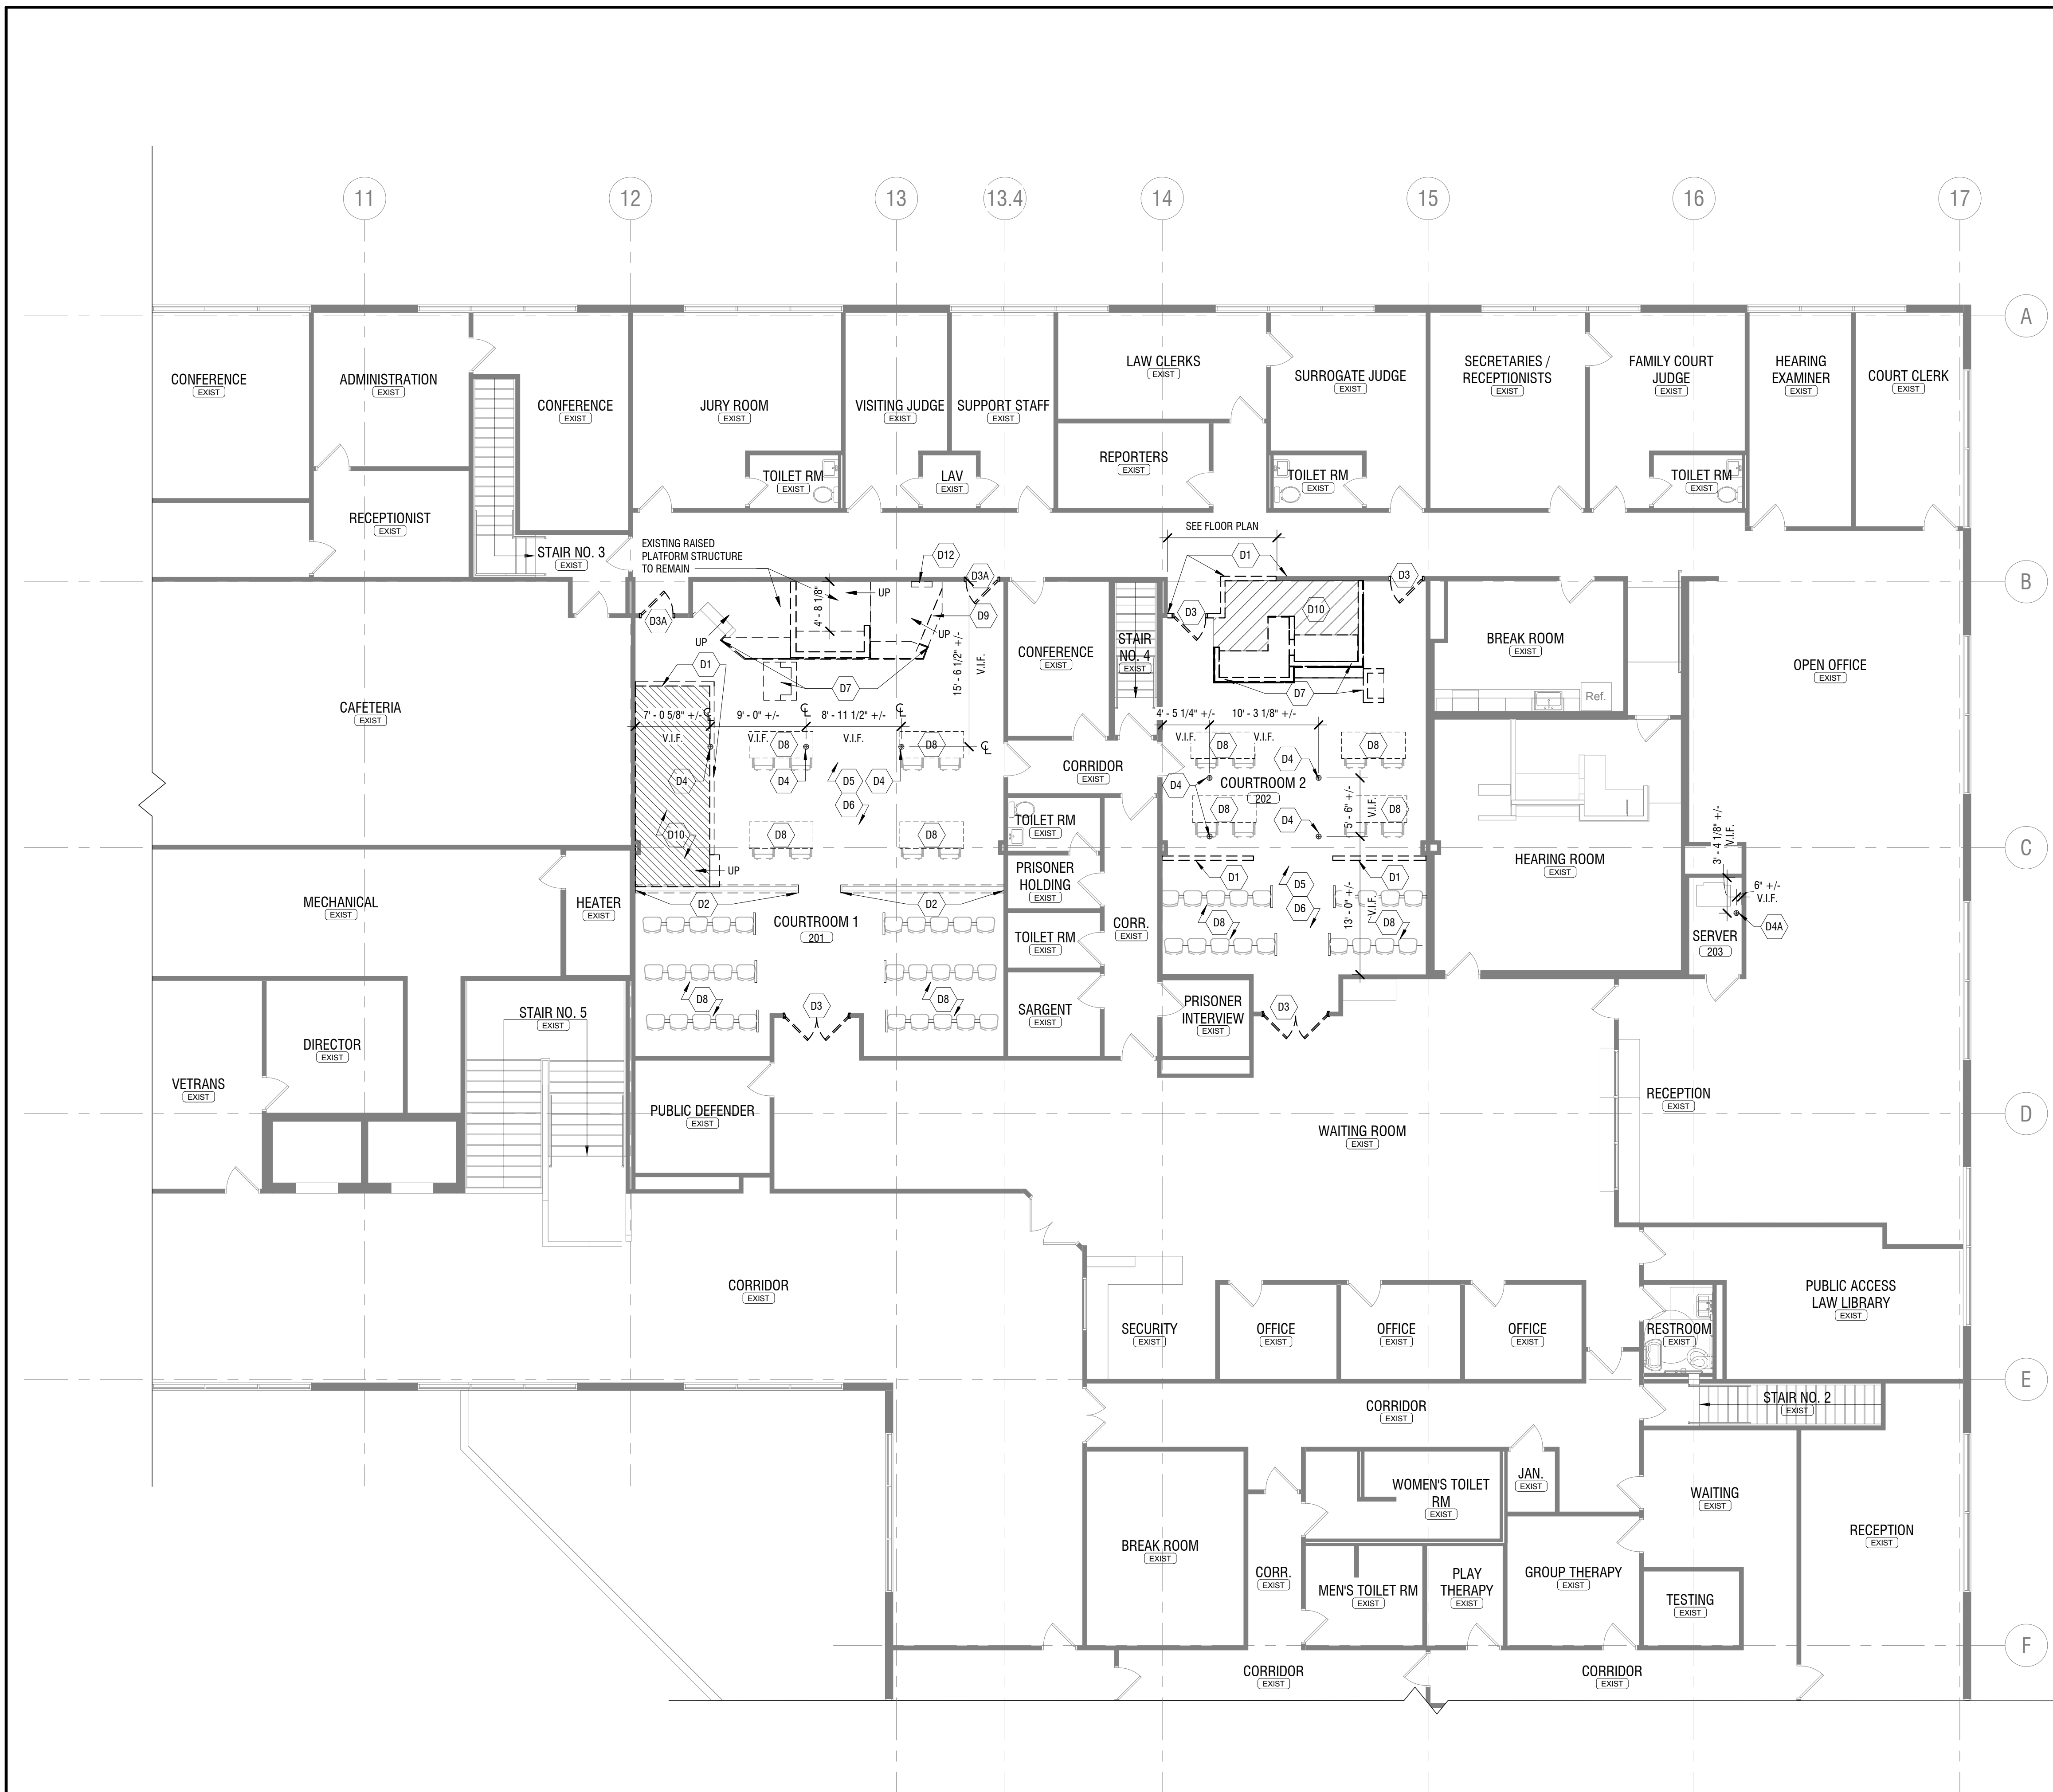 11
12
13
13.4
14
15
16
17
A
CONFERENCE
EXIST
ADMINISTRATION
EXIST
CONFERENCE
EXIST
JURY ROOM
EXIST
VISITING JUDGE
EXIST
SUPPORT STAFF
EXIST
LAW CLERKS
EXIST
SURROGATE JUDGE
EXIST
SECRETARIES /
RECEPTIONISTS
EXIST
FAMILY COURT
JUDGE
EXIST
HEARING
EXAMINER
EXIST
COURT CLERK
EXIST
RECEPTIONIST
EXIST
TOILET RM
EXIST
LAV
EXIST
REPORTERS
EXIST
TOILET RM
EXIST
TOILET RM
EXIST
STAIR NO. 3
EXIST
EXISTING RAISED
PLATFORM STRUCTURE
TO REMAIN
D12
D3A
SEE FLOOR PLAN
D1
D3
B
D3A
UP
4' - 8 1/8"
UP
UP
D9
15' - 6 1/2" +/-
V.I.F.
D1
D7
CONFERENCE
EXIST
STAIR
NO. 4
EXIST
D3
D10
D7
BREAK ROOM
EXIST
Ref.
OPEN OFFICE
EXIST
CAFETERIA
EXIST
7' - 0 5/8" +/-
V.I.F.
9' - 0" +/-
V.I.F.
8' - 11 1/2" +/-
V.I.F.
4' - 5 1/4" +/-
V.I.F.
10' - 3 1/8" +/-
V.I.F.
D8
D8
D4
D4
D5
D4
D6
D10
D8
D8
UP
CORRIDOR
EXIST
D8
D8
D4
D4
COURTROOM 2
202
D8
D8
D4
5' - 6" +/-
V.I.F.
TOILET RM
EXIST
HEARING ROOM
EXIST
3' - 4 1/8" +/-
V.I.F.
6" +/-
V.I.F.
D4A
SERVER
203
C
MECHANICAL
EXIST
HEATER
EXIST
D2
D2
COURTROOM 1
201
PRISONER
HOLDING
EXIST
TOILET RM
EXIST
CORR.
EXIST
D1
D5
D6
D1
13' - 0" +/-
V.I.F.
D8
D8
D8
D8
D3
SARGENT
EXIST
PRISONER
INTERVIEW
EXIST
D3
STAIR NO. 5
EXIST
DIRECTOR
EXIST
VETRANS
EXIST
PUBLIC DEFENDER
EXIST
WAITING ROOM
EXIST
RECEPTION
EXIST
D
CORRIDOR
EXIST
SECURITY
EXIST
OFFICE
EXIST
OFFICE
EXIST
OFFICE
EXIST
RESTROOM
EXIST
PUBLIC ACCESS
LAW LIBRARY
EXIST
E
CORRIDOR
EXIST
STAIR NO. 2
EXIST
BREAK ROOM
EXIST
CORR.
EXIST
WOMEN'S TOILET
RM
EXIST
JAN.
EXIST
WAITING
EXIST
RECEPTION
EXIST
MEN'S TOILET RM
EXIST
PLAY
THERAPY
EXIST
GROUP THERAPY
EXIST
TESTING
EXIST
F
CORRIDOR
EXIST
CORRIDOR
EXIST